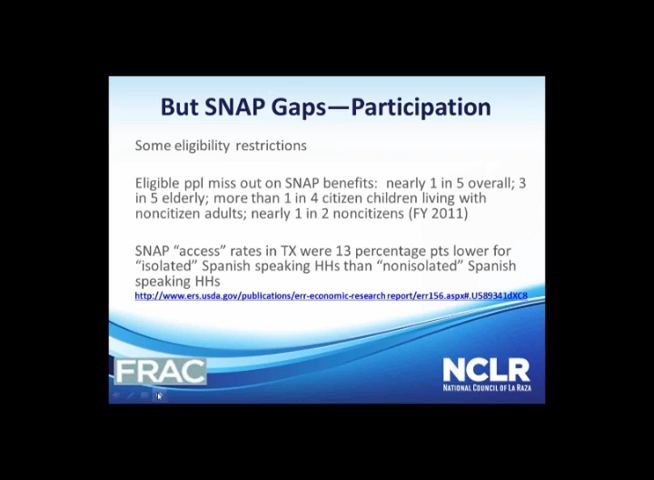 But SNAP Gaps—Participation
Some eligibility restrictions
Eligible ppl miss out on SNAP benefits: nearly 1 in 5 overall; 3
in 5 elderly; more than 1 in 4 citizen children living with
noncitizen adults; nearly 1 in 2 noncitizens (FY 2011)
SNAP “access” rates in TX were 13 percentage pts lower for
“isolated” Spanish speaking HHs than “nonisolated” Spanish
speaking HHs
http://www.ers.usda.gov/publications/err-economic-research report/err156.aspx#.U589341dXC8
FRAC
NCLR
NATIONAL COUNCIL OF LA RAZA